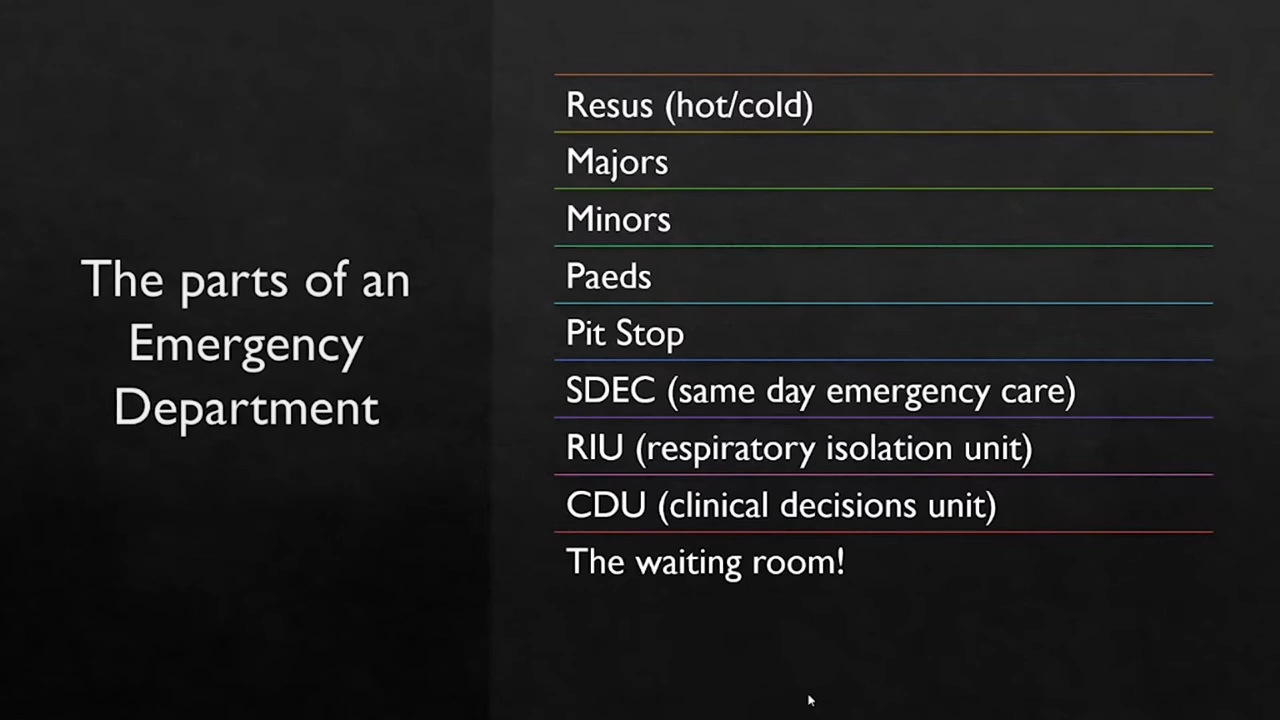 The parts of an
Emergency
Department
Resus (hot/cold)
Majors
Minors
Paeds
Pit Stop
SDEC (same day emergency care)
RIU (respiratory isolation unit)
CDU (clinical decisions unit)
The waiting room!